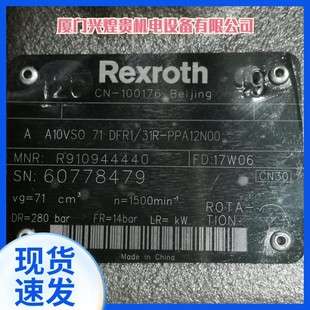 厦门兴煌贵机电设备有限公司
Rexroth
CN-100176 Beijing
A A10VSO 71 DFR1/31R-PPA12N00
MNR: R910944440 FD:17W06
SN: 60778479 CN30
vg=71 cm³ n=1500min⁻¹ ROTA-
DR=280 bar FR=14bar LR= kW TION
Made in China
现货
速发